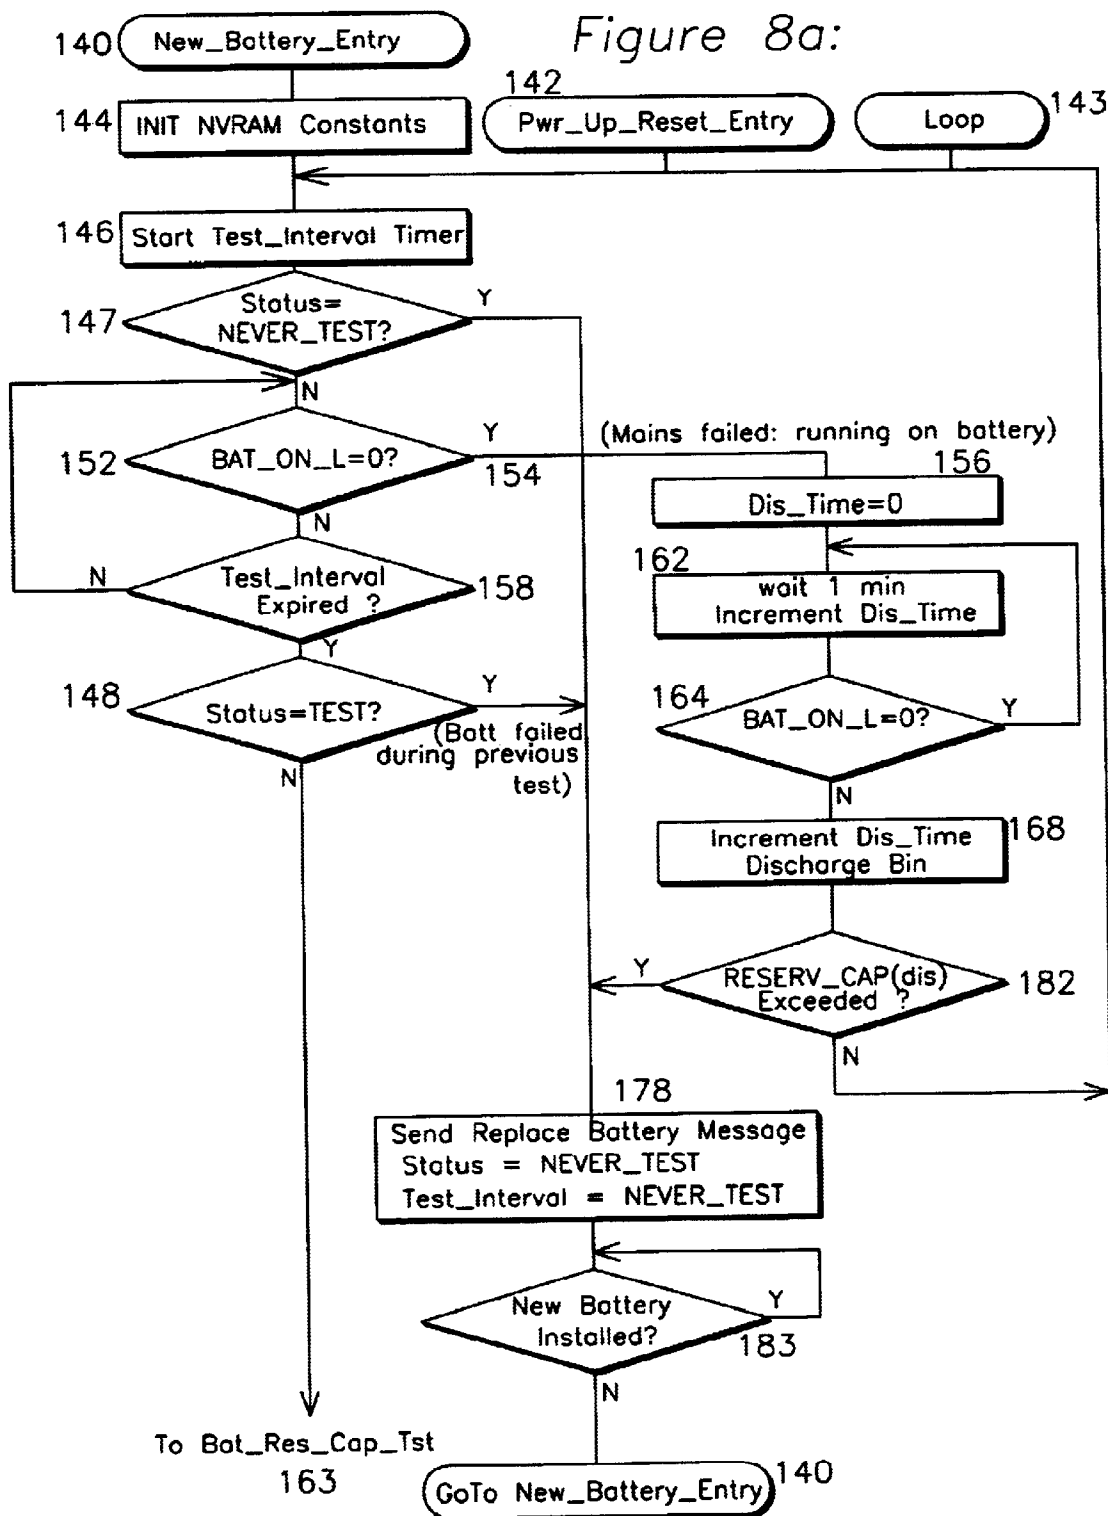 Figure 8a:
140
New_Battery_Entry
142
143
144
INIT NVRAM Constants
Pwr_Up_Reset_Entry
Loop
146
Start Test_Interval Timer
147
Status=
NEVER_TEST?
Y
N
152
BAT_ON_L=0?
Y
154
(Mains failed: running on battery)
156
Dis_Time=0
N
N
Test_Interval
Expired ?
158
Y
162
wait 1 min
Increment Dis_Time
148
Status=TEST?
Y
(Batt failed
during previous
test)
N
164
BAT_ON_L=0?
Y
N
Increment Dis_Time
Discharge Bin
168
Y
RESERV_CAP(dis)
Exceeded ?
182
N
178
Send Replace Battery Message
Status = NEVER_TEST
Test_Interval = NEVER_TEST
New Battery
Installed?
Y
183
N
To Bat_Res_Cap_Tst
163
GoTo New_Battery_Entry
140